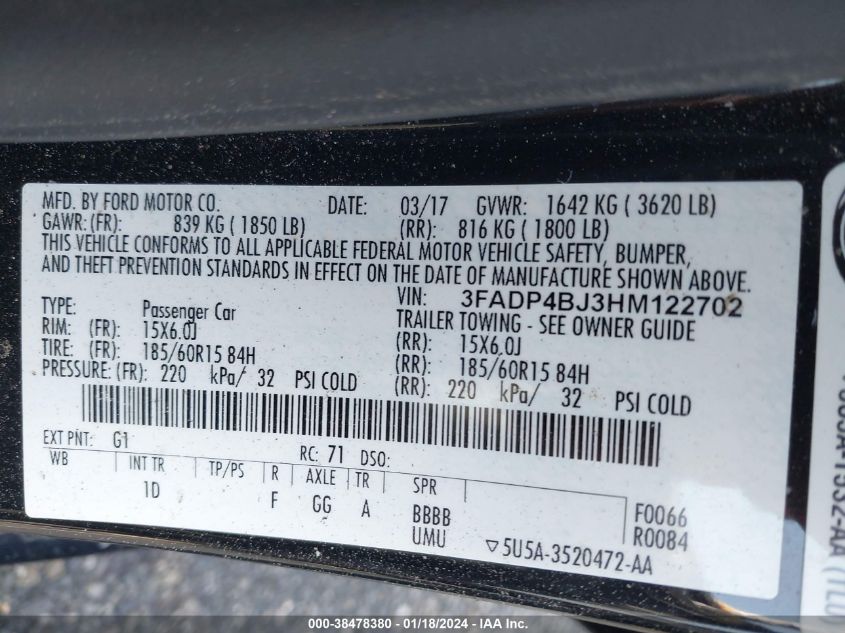 MFD. BY FORD MOTOR CO. DATE: 03/17 GVWR: 1642 KG ( 3620 LB)
GAWR: (FR): 839 KG ( 1850 LB) (RR): 816 KG ( 1800 LB)
THIS VEHICLE CONFORMS TO ALL APPLICABLE FEDERAL MOTOR VEHICLE SAFETY, BUMPER,
AND THEFT PREVENTION STANDARDS IN EFFECT ON THE DATE OF MANUFACTURE SHOWN ABOVE.
VIN: 3FADP4BJ3HM122702
TYPE: Passenger Car TRAILER TOWING - SEE OWNER GUIDE
RIM: (FR): 15X6.0J (RR): 15X6.0J
TIRE: (FR): 185/60R15 84H (RR): 185/60R15 84H
PRESSURE: (FR): 220 kPa/ 32 PSI COLD (RR): 220 kPa/ 32 PSI COLD
EXT PNT: G1 RC: 71 DSO:
WB INT TR TP/PS R AXLE TR SPR
1D F GG A BBBB F0066
UMU R0084
▽5U5A-3520472-AA
000-38478380 - 01/18/2024 - IAA Inc.